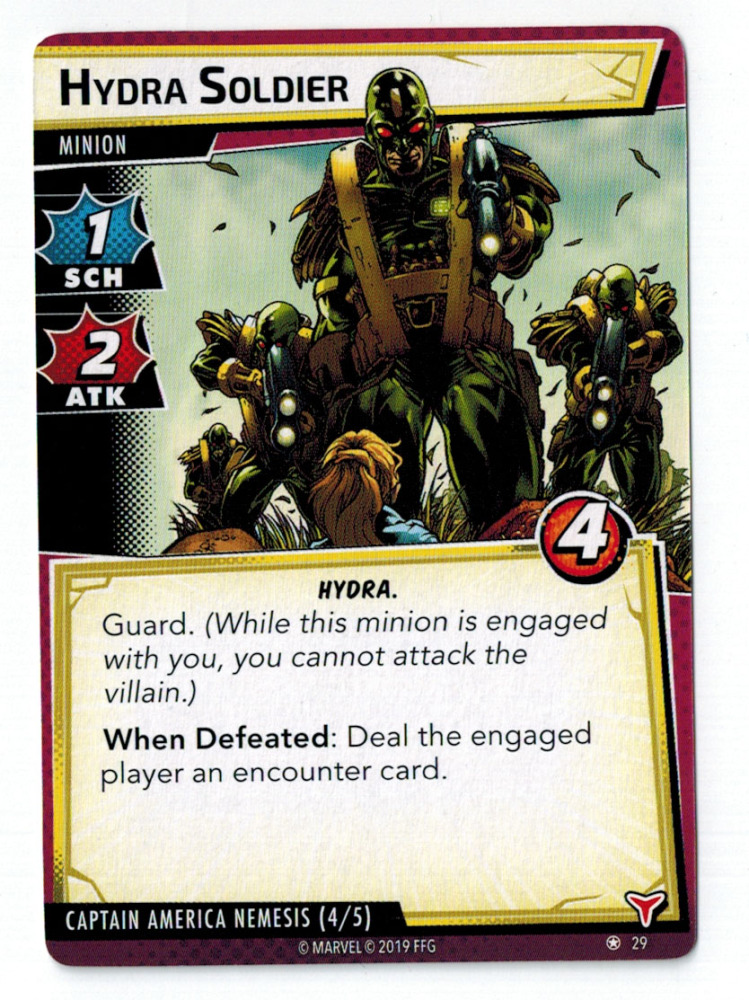 HYDRA SOLDIER
MINION
1
SCH
2
ATK
4
HYDRA.
Guard. (While this minion is engaged
with you, you cannot attack the
villain.)
When Defeated: Deal the engaged
player an encounter card.
CAPTAIN AMERICA NEMESIS (4/5)
© MARVEL © 2019 FFG
29